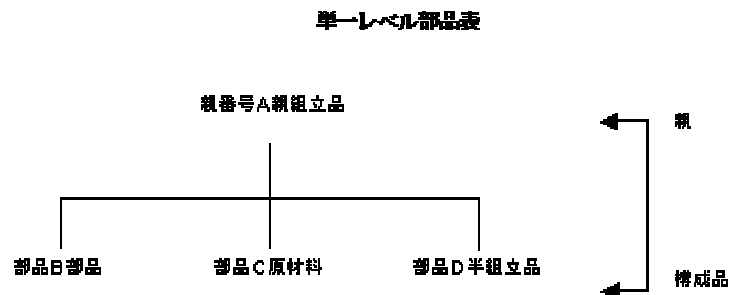 単一レベル部品表
親番号A親組立品
親
部品B部品
部品C原材料
部品D半組立品
構成品